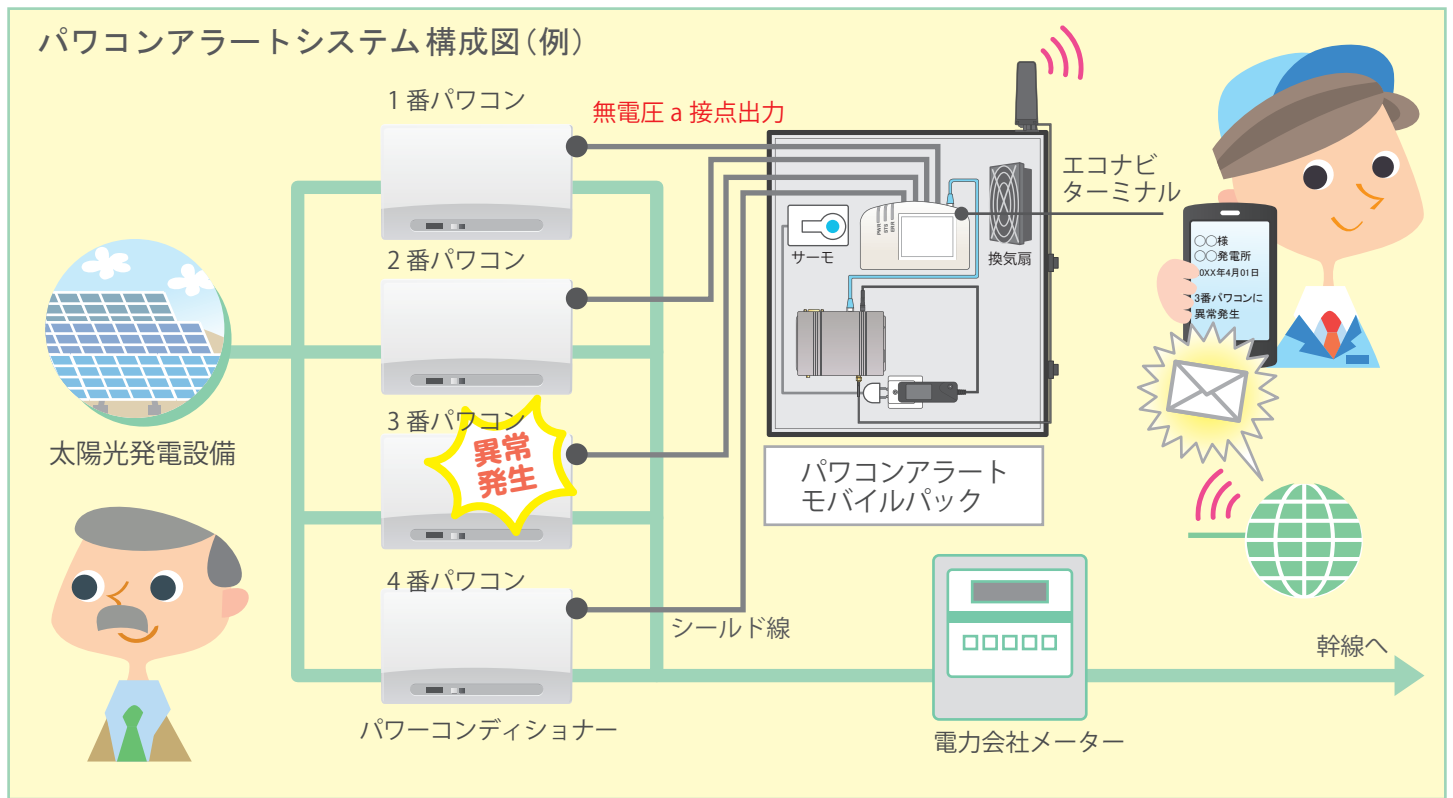 パワコンアラートシステム構成図（例）
1番パワコン
無電圧a接点出力
エコナビ
ターミナル
PWR
STS
ERR
サーモ
換気扇
2番パワコン
○○様
○○発電所
0XX年4月01日
3番パワコンに
異常発生
3番パワコン
異常
発生
太陽光発電設備
パワコンアラート
モバイルパック
4番パワコン
シールド線
幹線へ
パワーコンディショナー
電力会社メーター